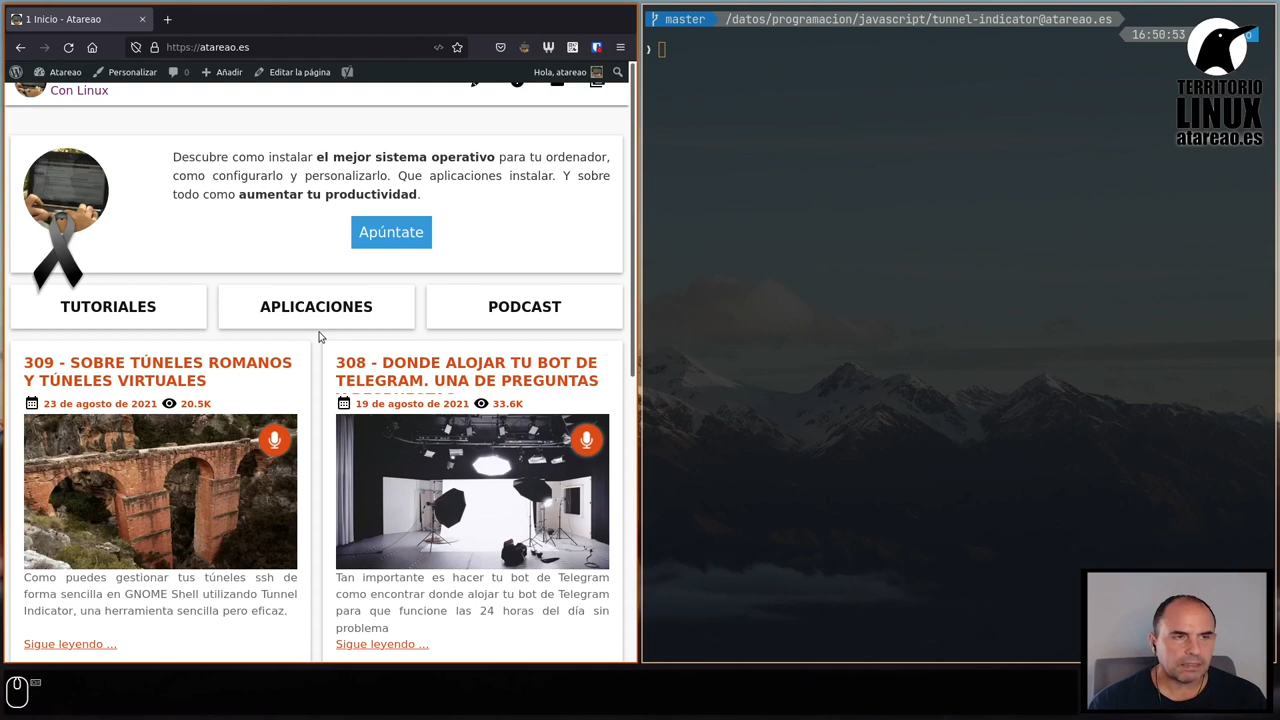 1 Inicio - Atareao
https://atareao.es
Atareao Personalizar 0 Añadir Editar la página Hola, atareao
Con Linux
Descubre como instalar el mejor sistema operativo para tu ordenador,
como configurarlo y personalizarlo. Que aplicaciones instalar. Y sobre
todo como aumentar tu productividad.
Apúntate
TUTORIALES
APLICACIONES
PODCAST
309 - SOBRE TÚNELES ROMANOS
Y TÚNELES VIRTUALES
23 de agosto de 2021 20.5K
Como puedes gestionar tus túneles ssh de
forma sencilla en GNOME Shell utilizando Tunnel
Indicator, una herramienta sencilla pero eficaz.
Sigue leyendo ...
308 - DONDE ALOJAR TU BOT DE
TELEGRAM. UNA DE PREGUNTAS
19 de agosto de 2021 33.6K
Tan importante es hacer tu bot de Telegram
como encontrar donde alojar tu bot de Telegram
para que funcione las 24 horas del día sin
problema
Sigue leyendo ...
master /datos/programacion/javascript/tunnel-indicator@atareao.es
16:50:53
TERRITORIO
LINUX
atareao.es